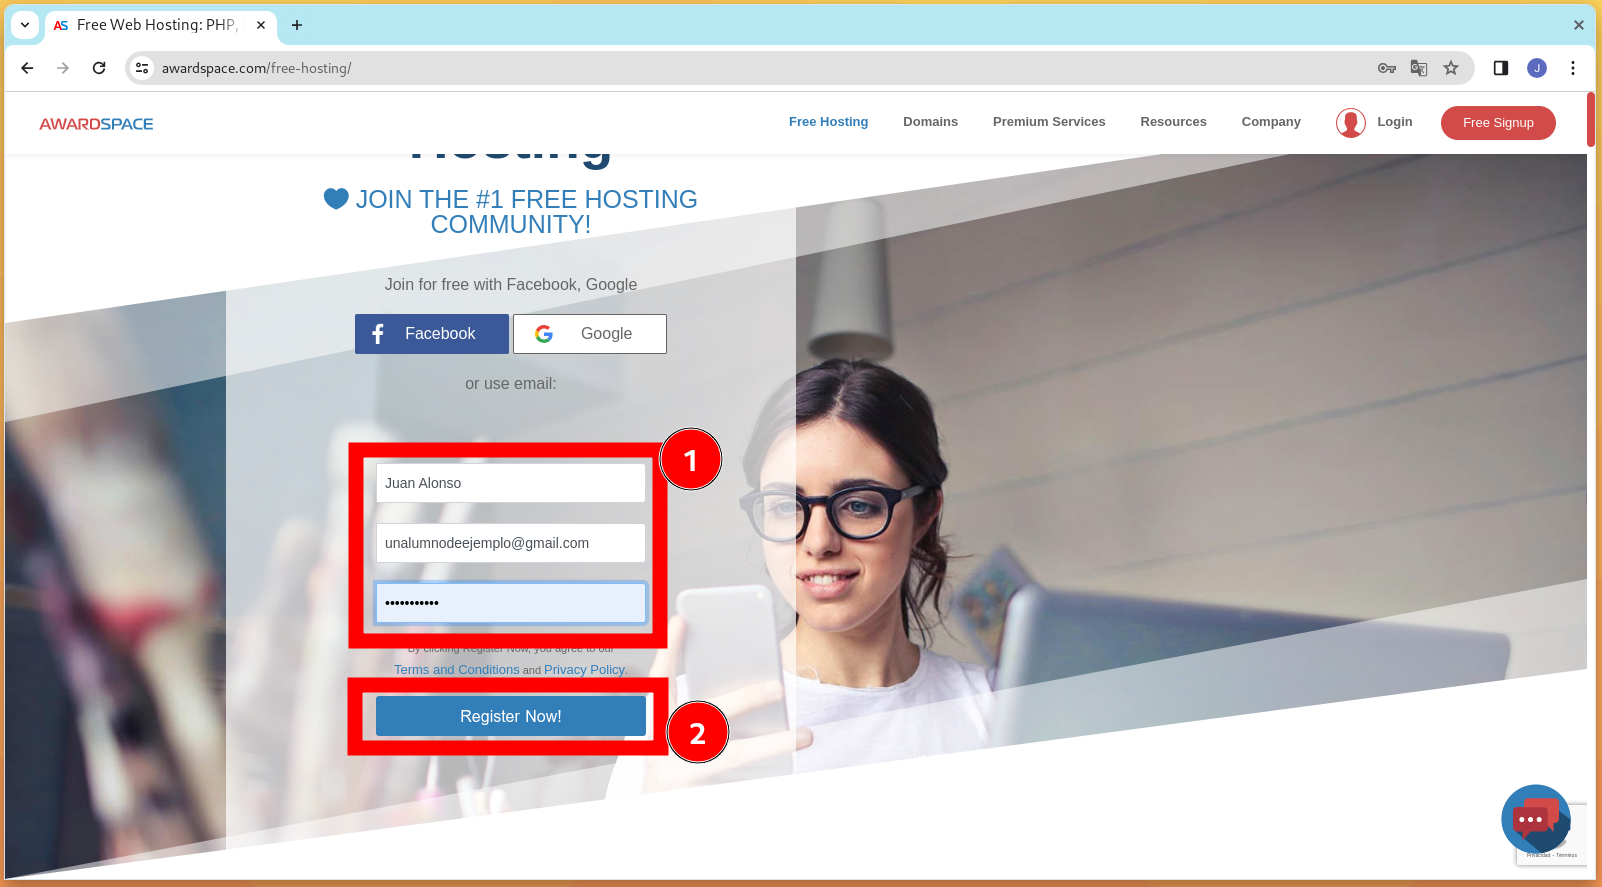 AS Free Web Hosting: PHP,
awardspace.com/free-hosting/
J
AWARDSPACE
Free Hosting
Domains
Premium Services
Resources
Company
Login
Free Signup
Hosting
JOIN THE #1 FREE HOSTING
COMMUNITY!
Join for free with Facebook, Google
Facebook
Google
or use email:
1
Juan Alonso
unalumnodeejemplo@gmail.com
•••••••••••
By clicking Register Now, you agree to our
Terms and Conditions and Privacy Policy.
Register Now!
2
Privacidad - Términos